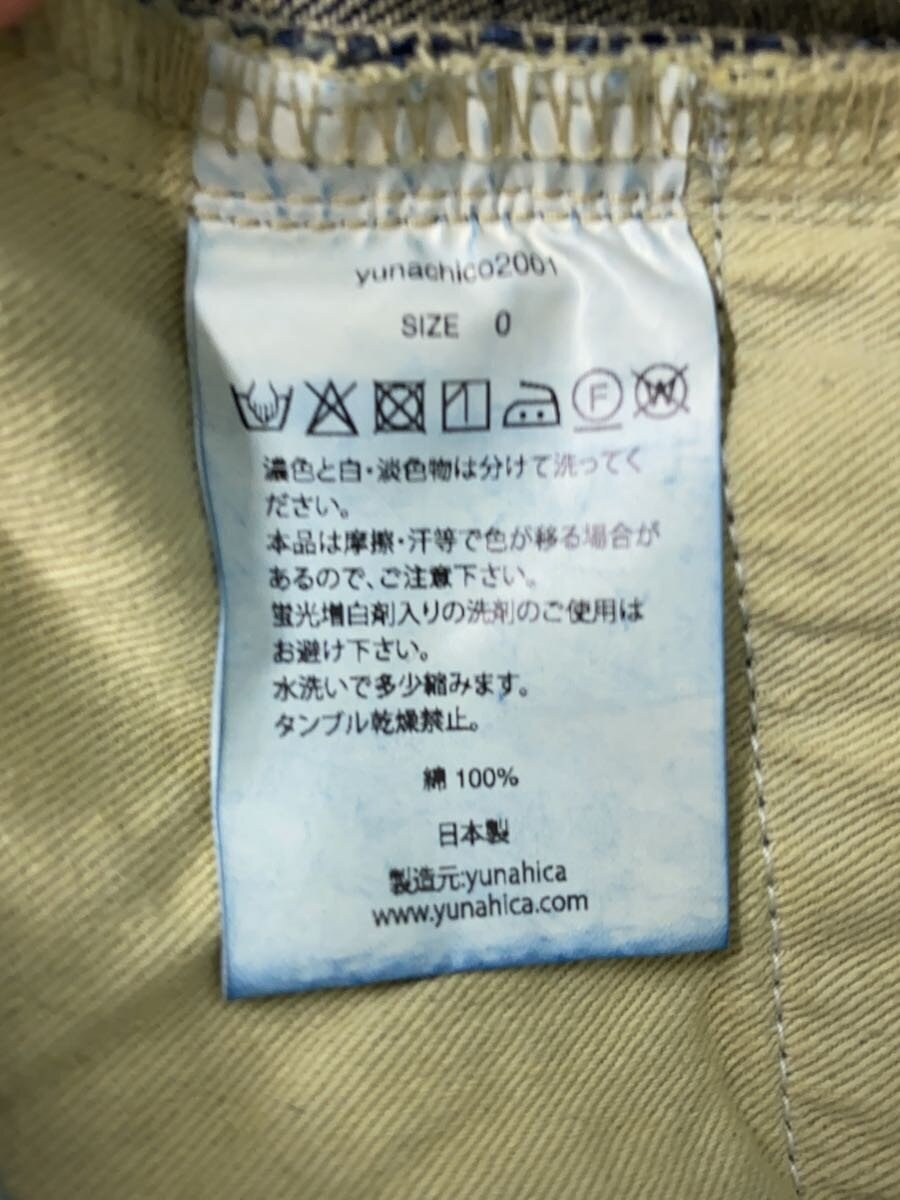 yunachico2001
SIZE 0
F W
濃色と白・淡色物は分けて洗ってく
ださい。
本品は摩擦・汗等で色が移る場合が
あるので、ご注意下さい。
蛍光増白剤入りの洗剤のご使用は
お避け下さい。
水洗いで多少縮みます。
タンブル乾燥禁止。
綿 100%
日本製
製造元:yunahica
www.yunahica.com